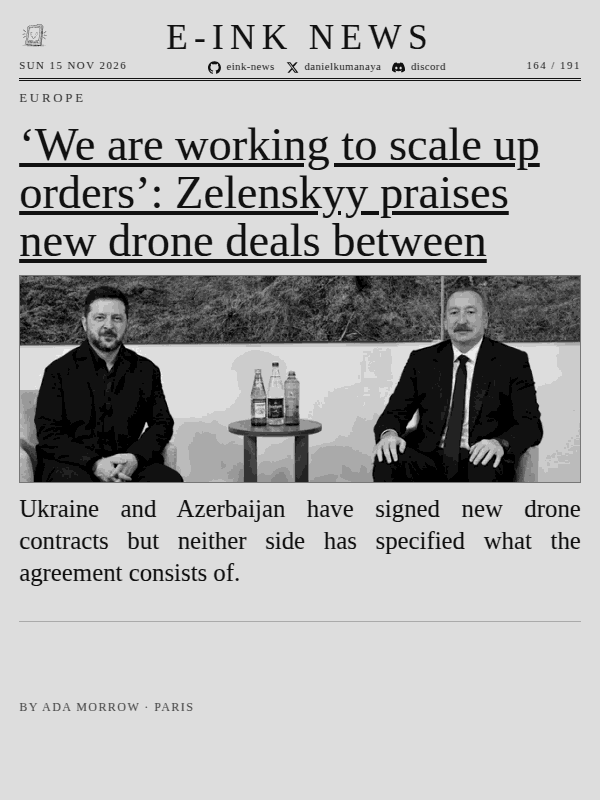 E-INK NEWS
SUN 15 NOV 2026
eink-news danielkumanaya discord
164 / 191
EUROPE
‘We are working to scale up
orders’: Zelenskyy praises
new drone deals between
Ukraine and Azerbaijan have signed new drone
contracts but neither side has specified what the
agreement consists of.
BY ADA MORROW · PARIS